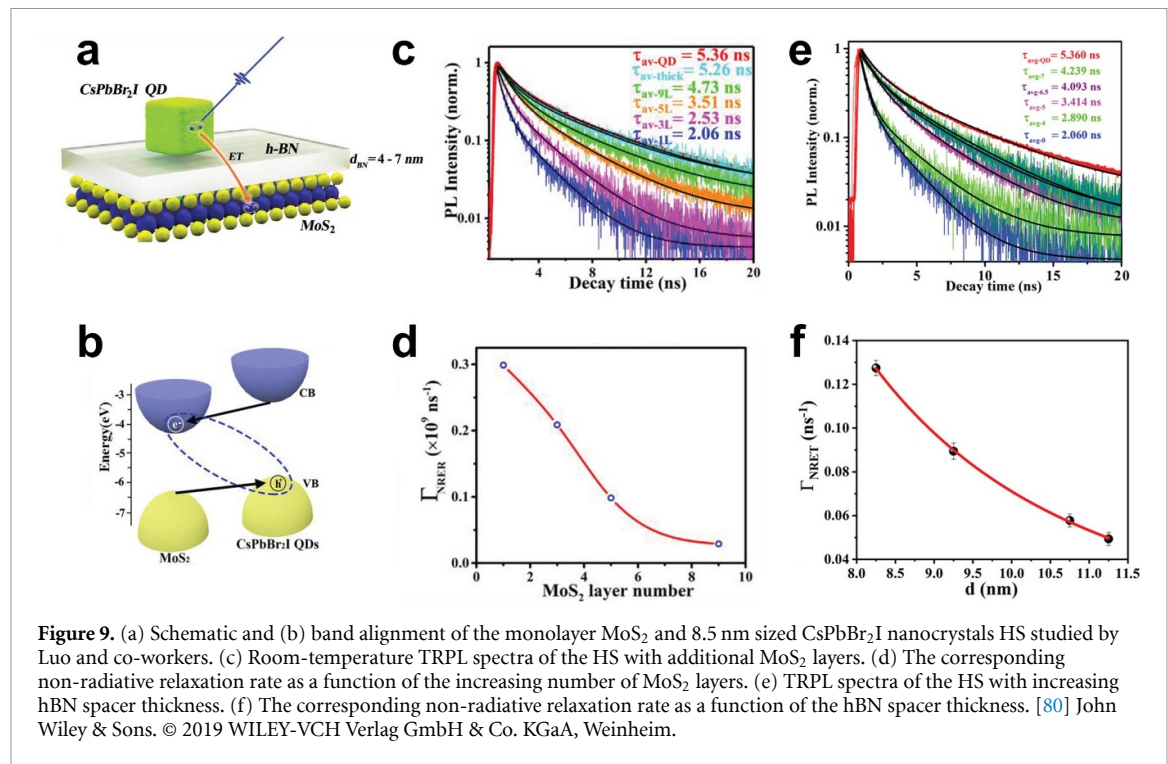 a
CsPbBr₂I QD
h-BN
ET
d_BN = 4 - 7 nm
MoS₂
c
PL Intensity (norm.)
1
0.1
0.01
τav-QD = 5.36 ns
τav-thick = 5.26 ns
τav-9L = 4.73 ns
τav-5L = 3.51 ns
τav-3L = 2.53 ns
τav-1L = 2.06 ns
4 8 12 16 20
Decay time (ns)
e
PL Intensity (norm.)
1
0.1
0.01
τavg-QD = 5.360 ns
τavg-7 = 4.239 ns
τavg-6.5 = 4.093 ns
τavg-5 = 3.414 ns
τavg-4 = 2.890 ns
τavg-0 = 2.060 ns
0 5 10 15 20
Decay time (ns)
b
Energy(eV)
-3
-4
-5
-6
-7
CB
e⁻
h⁺
VB
MoS₂
CsPbBr₂I QDs
d
Γ_NRER (×10⁹ ns⁻¹)
0.3
0.2
0.1
0.0
0 2 4 6 8 10
MoS₂ layer number
f
Γ_NRET (ns⁻¹)
0.14
0.12
0.10
0.08
0.06
0.04
8.0 8.5 9.0 9.5 10.0 10.5 11.0 11.5
d (nm)
Figure 9. (a) Schematic and (b) band alignment of the monolayer MoS₂ and 8.5 nm sized CsPbBr₂I nanocrystals HS studied by
Luo and co-workers. (c) Room-temperature TRPL spectra of the HS with additional MoS₂ layers. (d) The corresponding
non-radiative relaxation rate as a function of the increasing number of MoS₂ layers. (e) TRPL spectra of the HS with increasing
hBN spacer thickness. (f) The corresponding non-radiative relaxation rate as a function of the hBN spacer thickness. [80] John
Wiley & Sons. © 2019 WILEY-VCH Verlag GmbH & Co. KGaA, Weinheim.